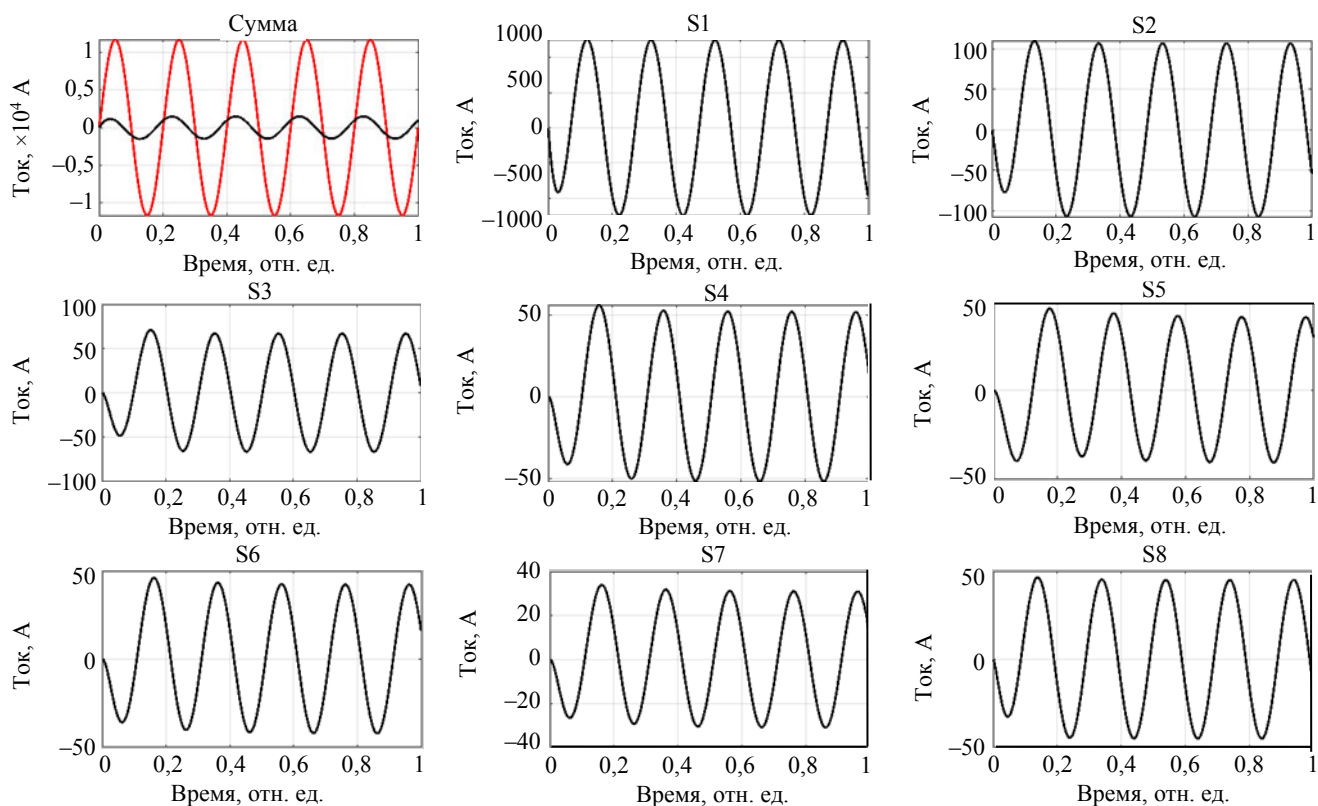 Сумма
Ток, ×10⁴ А
1
0,5
0
–0,5
–1
0 0,2 0,4 0,6 0,8 1
Время, отн. ед.
S1
Ток, А
1000
500
0
–500
–1000
0 0,2 0,4 0,6 0,8 1
Время, отн. ед.
S2
Ток, А
100
50
0
–50
–100
0 0,2 0,4 0,6 0,8 1
Время, отн. ед.
S3
Ток, А
100
50
0
–50
–100
0 0,2 0,4 0,6 0,8 1
Время, отн. ед.
S4
Ток, А
50
0
–50
0 0,2 0,4 0,6 0,8 1
Время, отн. ед.
S5
Ток, А
50
0
–50
0 0,2 0,4 0,6 0,8 1
Время, отн. ед.
S6
Ток, А
50
0
–50
0 0,2 0,4 0,6 0,8 1
Время, отн. ед.
S7
Ток, А
40
20
0
–20
–40
0 0,2 0,4 0,6 0,8 1
Время, отн. ед.
S8
Ток, А
50
0
–50
0 0,2 0,4 0,6 0,8 1
Время, отн. ед.